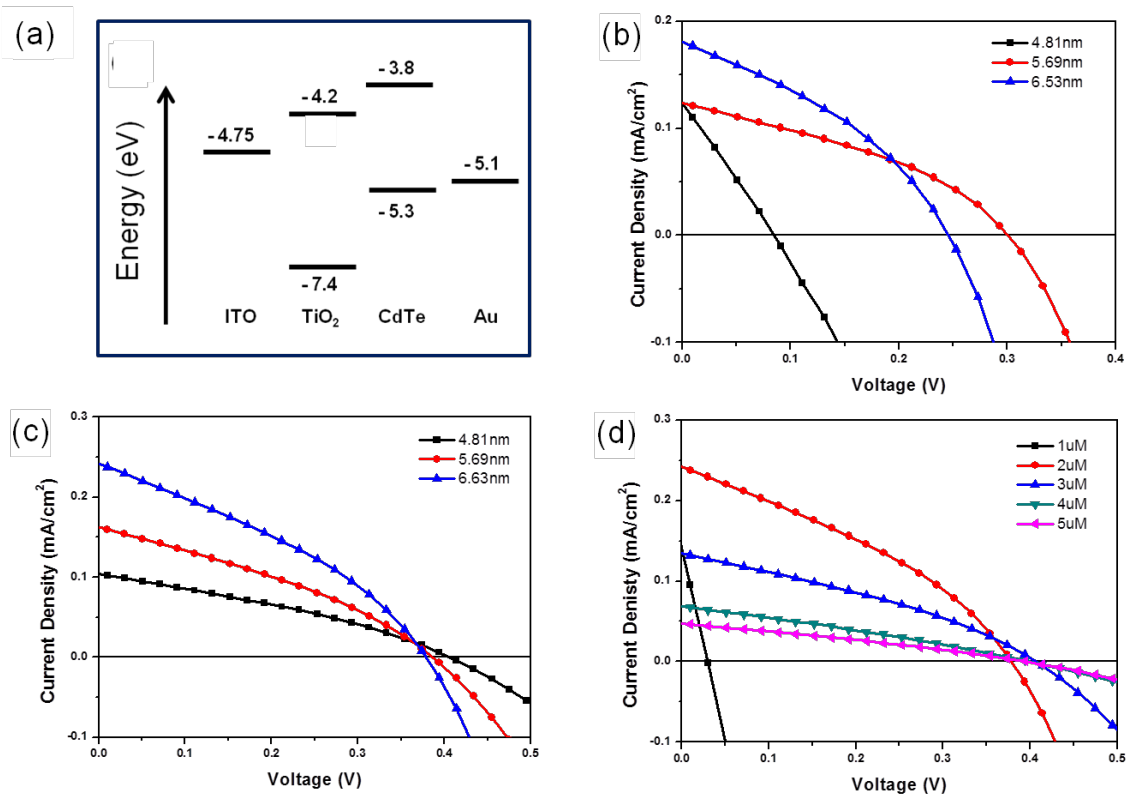 (a)
Energy (eV)
- 3.8
- 4.2
- 4.75
- 5.1
- 5.3
- 7.4
ITO TiO₂ CdTe Au
(b)
Current Density (mA/cm²)
0.2
0.1
0.0
-0.1
4.81nm
5.69nm
6.53nm
0.0 0.1 0.2 0.3 0.4
Voltage (V)
(c)
Current Density (mA/cm²)
0.3
0.2
0.1
0.0
-0.1
4.81nm
5.69nm
6.63nm
0.0 0.1 0.2 0.3 0.4 0.5
Voltage (V)
(d)
Current Denisty (mA/cm²)
0.3
0.2
0.1
0.0
-0.1
1uM
2uM
3uM
4uM
5uM
0.0 0.1 0.2 0.3 0.4 0.5
Voltage (V)